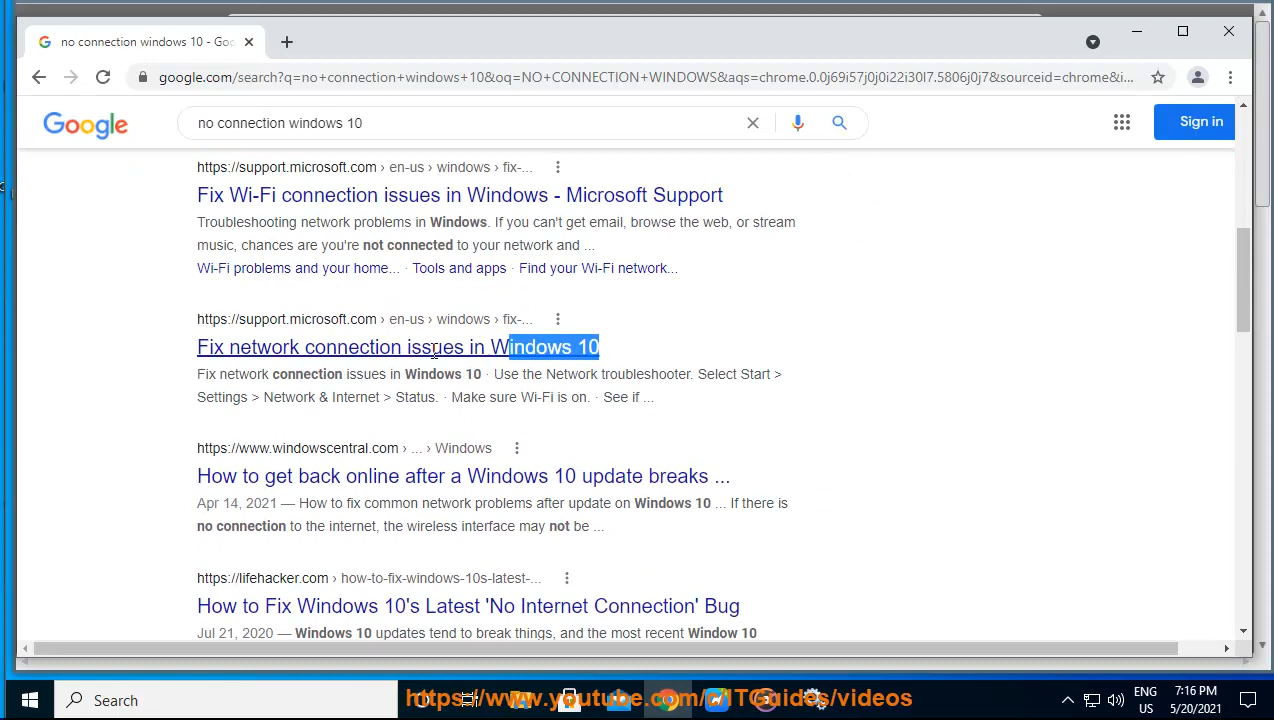 no connection windows 10 - Goo
google.com/search?q=no+connection+windows+10&oq=NO+CONNECTION+WINDOWS&aqs=chrome.0.0j69i57j0j0i22i30l7.5806j0j7&sourceid=chrome&i...
Google
no connection windows 10
Sign in
https://support.microsoft.com › en-us › windows › fix-...
Fix Wi-Fi connection issues in Windows - Microsoft Support
Troubleshooting network problems in Windows. If you can't get email, browse the web, or stream
music, chances are you're not connected to your network and ...
Wi-Fi problems and your home... · Tools and apps · Find your Wi-Fi network...
https://support.microsoft.com › en-us › windows › fix-...
Fix network connection issues in Windows 10
Fix network connection issues in Windows 10 · Use the Network troubleshooter. Select Start >
Settings > Network & Internet > Status. · Make sure Wi-Fi is on. · See if ...
https://www.windowscentral.com › ... › Windows
How to get back online after a Windows 10 update breaks ...
Apr 14, 2021 — How to fix common network problems after update on Windows 10 ... If there is
no connection to the internet, the wireless interface may not be ...
https://lifehacker.com › how-to-fix-windows-10s-latest-...
How to Fix Windows 10's Latest 'No Internet Connection' Bug
Jul 21, 2020 — Windows 10 updates tend to break things, and the most recent Window 10
Search
https://www.youtube.com/c/ITGuides/videos
ENG
US
7:16 PM
5/20/2021